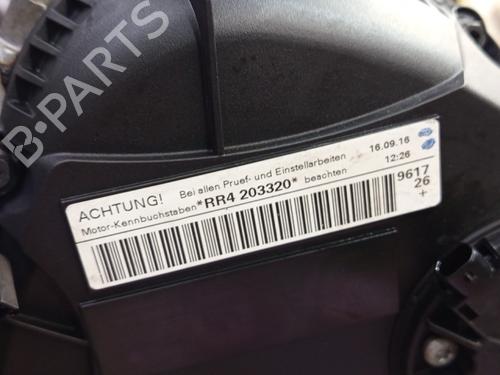 B-PARTS
ACHTUNG! Bei allen Pruef- und Einstellarbeiten 16.09.16
Motor-Kennbuchstaben *RR4 203320* beachten 12:26
9617
26
+